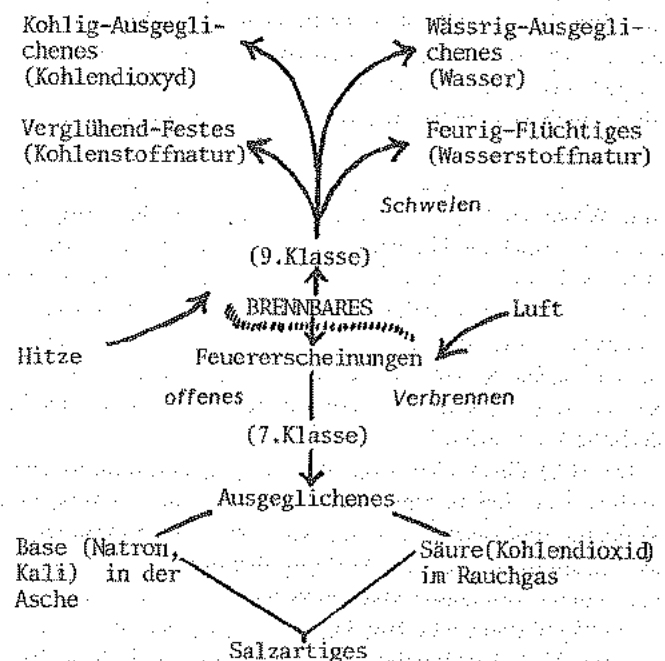 Kohlig-Ausgegli-
chenes
(Kohlendioxyd)
Wässrig-Ausgegli-
chenes
(Wasser)
Verglühend-Festes
(Kohlenstoffnatur)
Feurig-Flüchtiges
(Wasserstoffnatur)
Schwelen
(9.Klasse)
BRENNBARES
Luft
Hitze
Feuererscheinungen
offenes
Verbrennen
(7.Klasse)
Ausgeglichenes
Base (Natron,
Kali) in der
Asche
Säure(Kohlendioxid)
im Rauchgas
Salzartiges